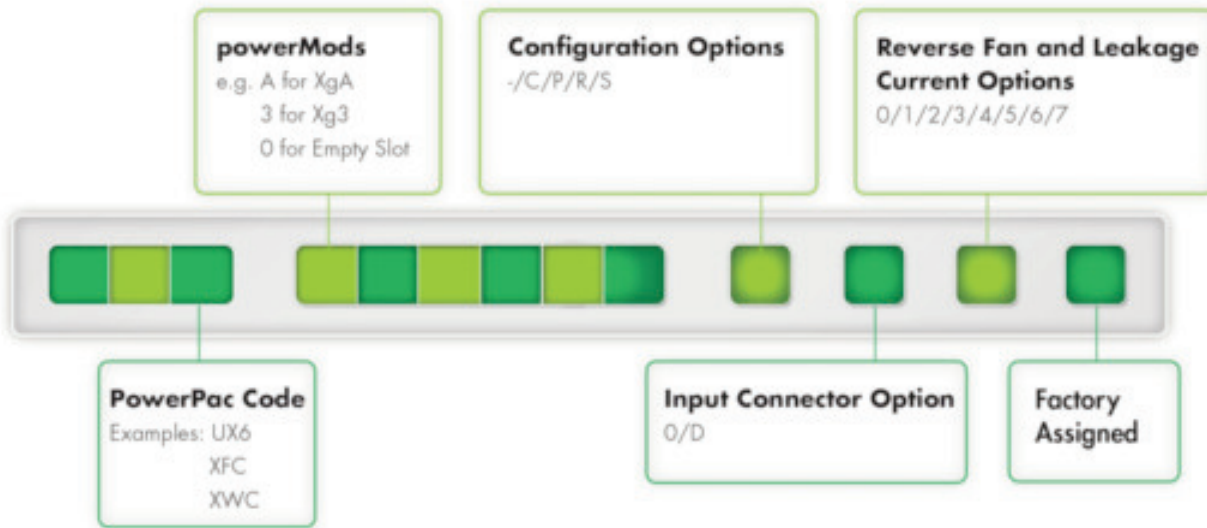 powerMods
e.g. A for XgA
3 for Xg3
0 for Empty Slot
Configuration Options
-/C/P/R/S
Reverse Fan and Leakage
Current Options
0/1/2/3/4/5/6/7
PowerPac Code
Examples: UX6
XFC
XWC
Input Connector Option
0/D
Factory
Assigned